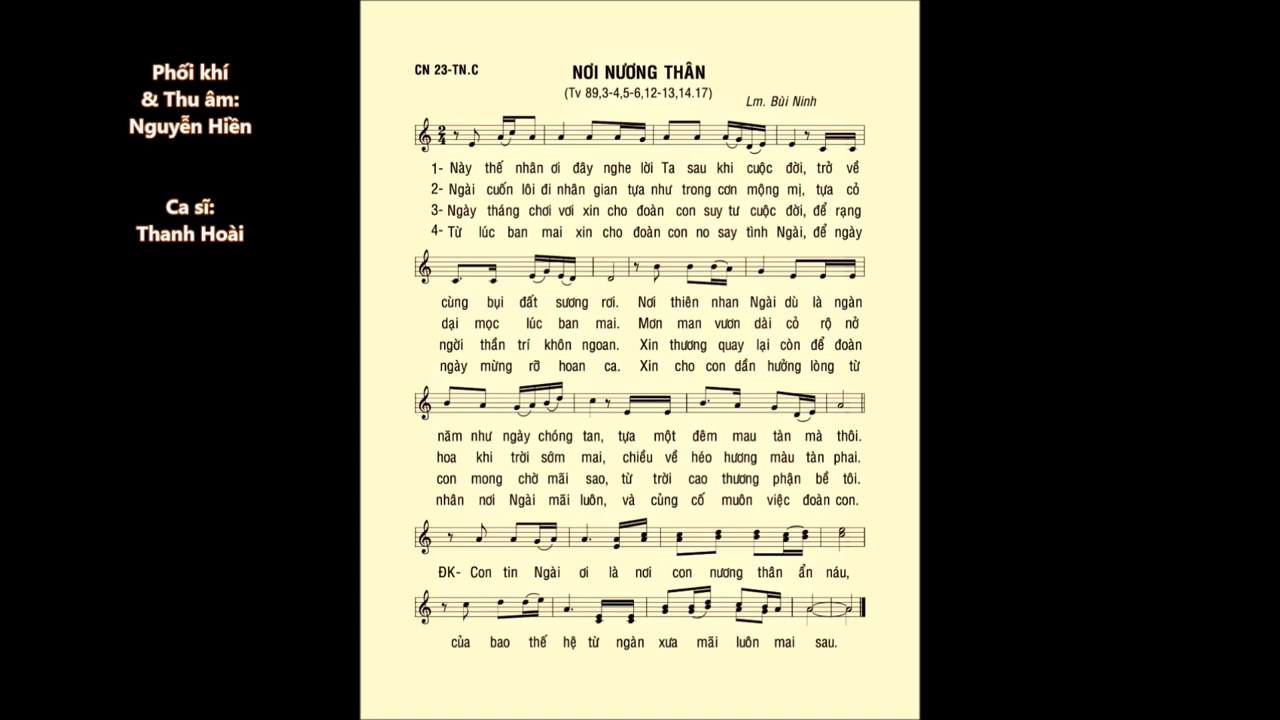 Phối khí
& Thu âm:
Nguyễn Hiền
Ca sĩ:
Thanh Hoài
CN 23-TN.C
NƠI NƯƠNG THÂN
(Tv 89,3-4,5-6,12-13,14.17)
Lm. Bùi Ninh
1- Này thế nhân ơi đây nghe lời Ta sau khi cuộc đời, trở về
2- Ngài cuốn lôi đi nhân gian tựa như trong cơn mộng mị, tựa cỏ
3- Ngày tháng chơi vơi xin cho đoàn con suy tư cuộc đời, để rạng
4- Từ lúc ban mai xin cho đoàn con no say tình Ngài, để ngày
cùng bụi đất sương rơi. Nơi thiên nhan Ngài dù là ngàn
dại mọc lúc ban mai. Mơn man vươn dài cỏ rộ nở
ngời thần trí khôn ngoan. Xin thương quay lại còn để đoàn
ngày mừng rỡ hoan ca. Xin cho con dần hưởng lòng từ
năm như ngày chóng tan, tựa một đêm mau tàn mà thôi.
hoa khi trời sớm mai, chiều về héo hương màu tàn phai.
con mong chờ mãi sao, từ trời cao thương phận bề tôi.
nhân nơi Ngài mãi luôn, và củng cố muôn việc đoàn con.
ĐK- Con tin Ngài ơi là nơi con nương thân ẩn náu,
của bao thế hệ từ ngàn xưa mãi luôn mai sau.